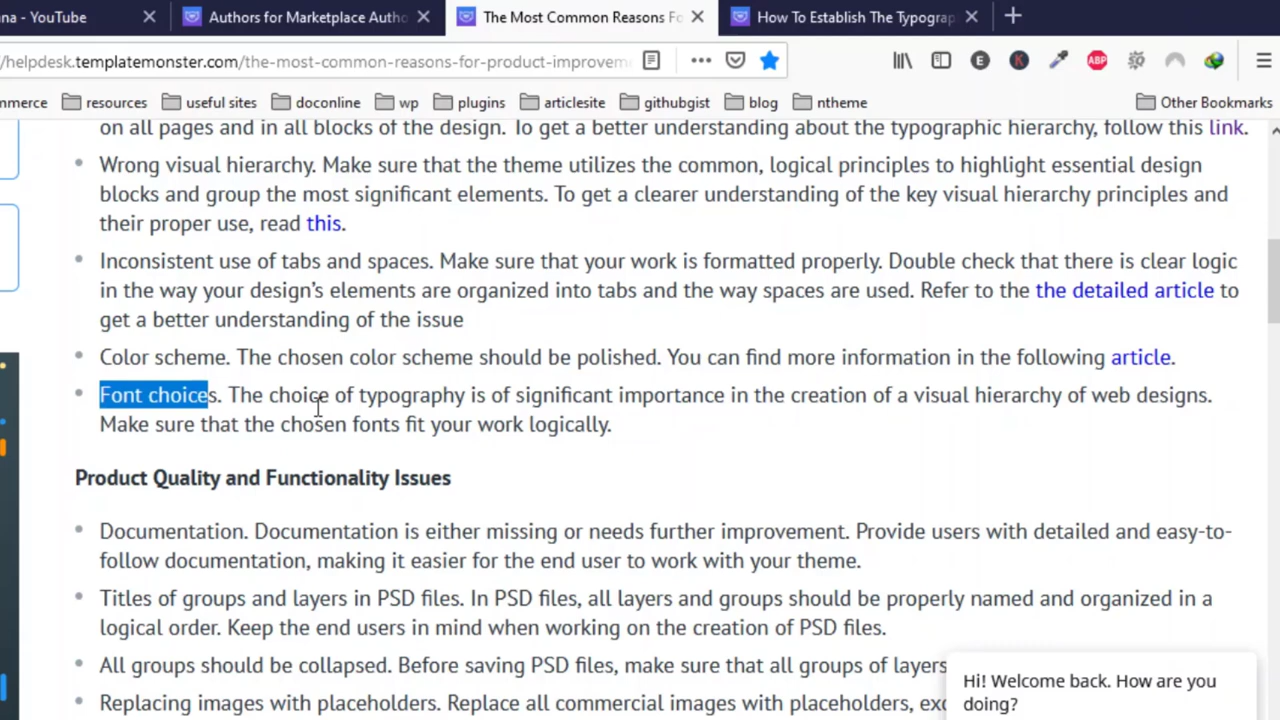 na - YouTube
Authors for Marketplace Autho
The Most Common Reasons Fo
How To Establish The Typograp
/helpdesk.templatemonster.com/the-most-common-reasons-for-product-improvem
E
K
ABP
mmerce
resources
useful sites
doconline
wp
plugins
articlesite
githubgist
blog
ntheme
Other Bookmarks
on all pages and in all blocks of the design. To get a better understanding about the typographic hierarchy, follow this link.
Wrong visual hierarchy. Make sure that the theme utilizes the common, logical principles to highlight essential design
blocks and group the most significant elements. To get a clearer understanding of the key visual hierarchy principles and
their proper use, read this.
Inconsistent use of tabs and spaces. Make sure that your work is formatted properly. Double check that there is clear logic
in the way your design’s elements are organized into tabs and the way spaces are used. Refer to the the detailed article to
get a better understanding of the issue
Color scheme. The chosen color scheme should be polished. You can find more information in the following article.
Font choices. The choice of typography is of significant importance in the creation of a visual hierarchy of web designs.
Make sure that the chosen fonts fit your work logically.
Product Quality and Functionality Issues
Documentation. Documentation is either missing or needs further improvement. Provide users with detailed and easy-to-
follow documentation, making it easier for the end user to work with your theme.
Titles of groups and layers in PSD files. In PSD files, all layers and groups should be properly named and organized in a
logical order. Keep the end users in mind when working on the creation of PSD files.
All groups should be collapsed. Before saving PSD files, make sure that all groups of layers
Replacing images with placeholders. Replace all commercial images with placeholders, exc
Hi! Welcome back. How are you
doing?